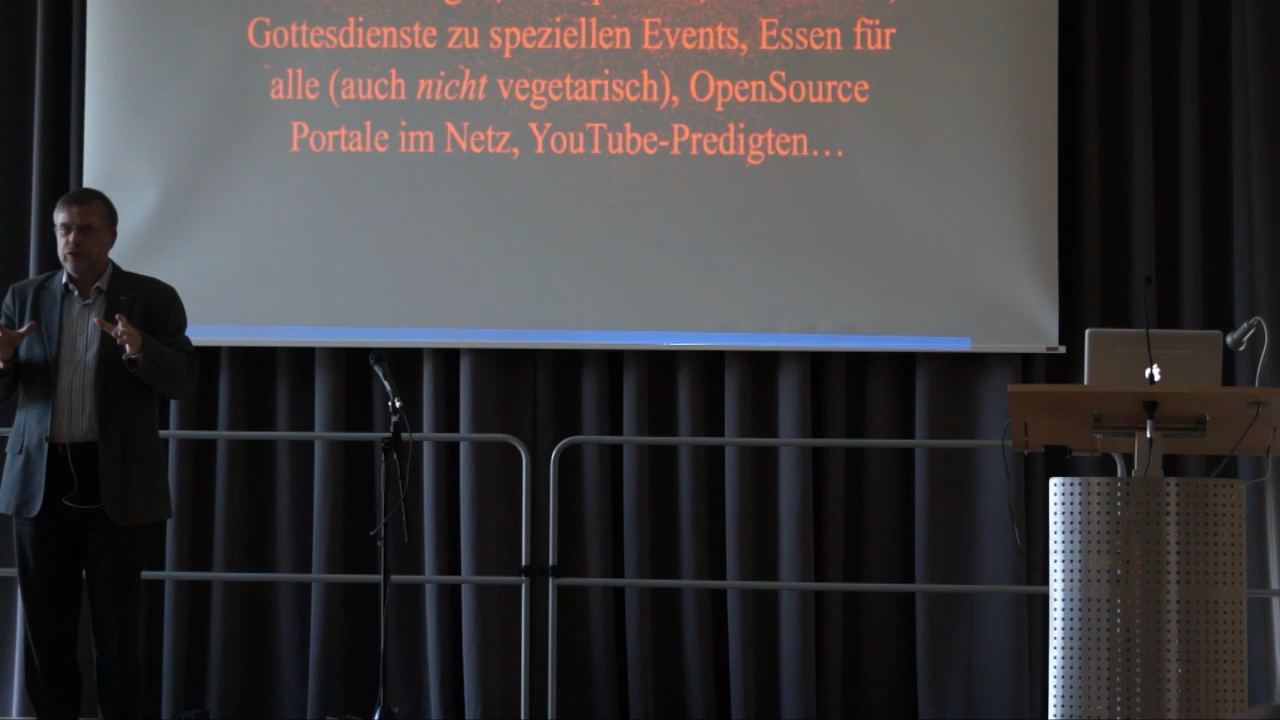 Gottesdienste zu speziellen Events, Essen für
alle (auch nicht vegetarisch), OpenSource
Portale im Netz, YouTube-Predigten…